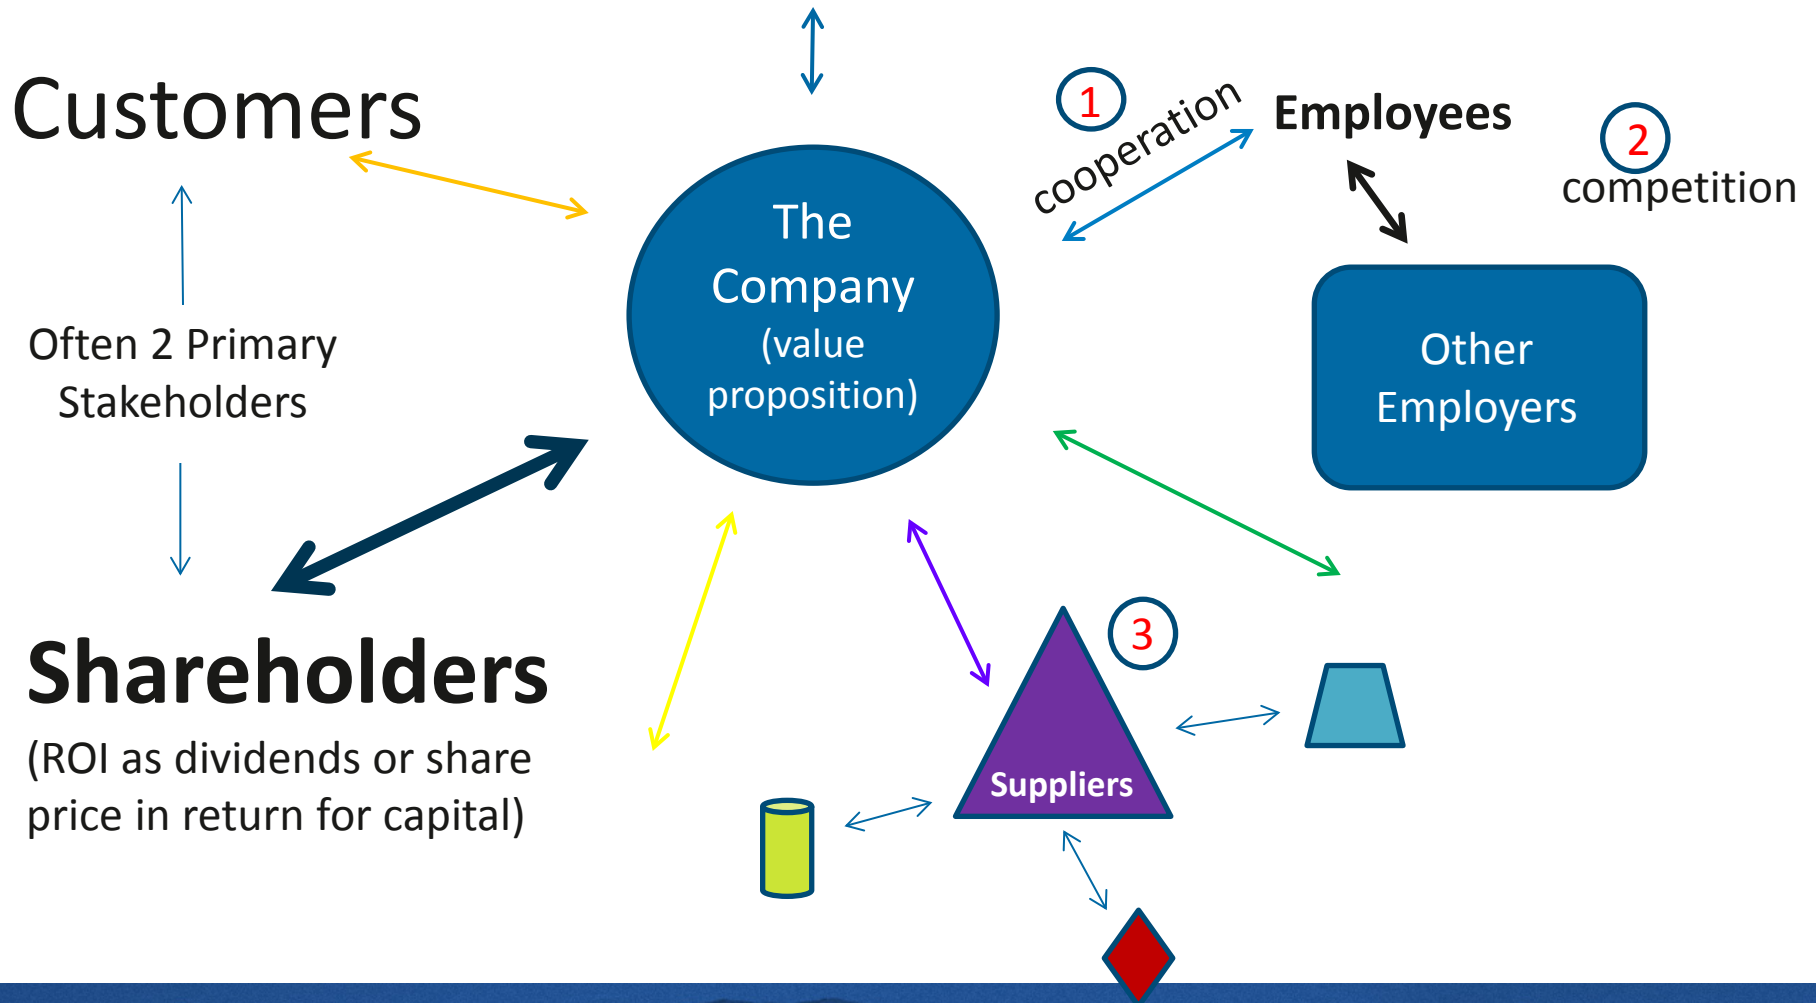 Customers
Often 2 Primary
Stakeholders
Shareholders
(ROI as dividends or share
price in return for capital)
The
Company
(value
proposition)
1
cooperation
Employees
2
competition
Other
Employers
3
Suppliers